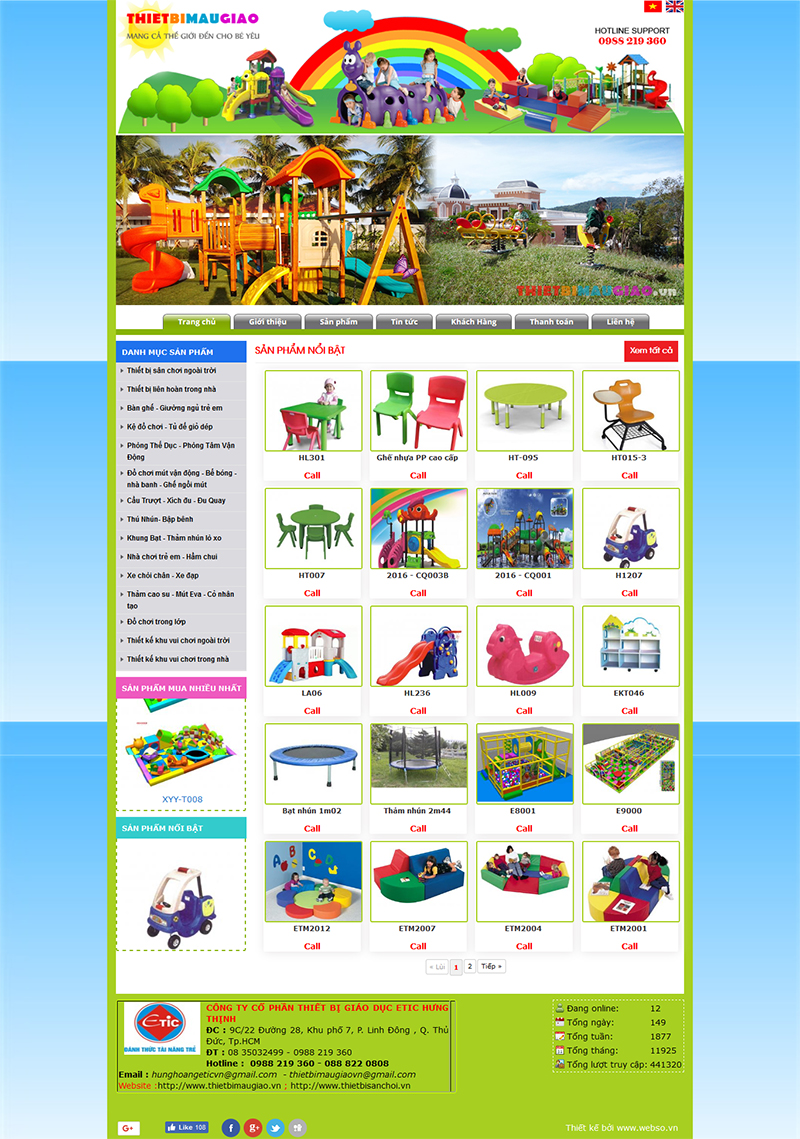 THIETBIMAUGIAO
MANG CẢ THẾ GIỚI ĐẾN CHO BÉ YÊU
HOTLINE SUPPORT
0988 219 360
THIETBIMAUGIAO.vn
Trang chủ
Giới thiệu
Sản phẩm
Tin tức
Khách Hàng
Thanh toán
Liên hệ
DANH MỤC SẢN PHẨM
Thiết bị sân chơi ngoài trời
Thiết bị liên hoàn trong nhà
Bàn ghế - Giường ngủ trẻ em
Kệ đồ chơi - Tủ để giỏ dép
Phòng Thể Dục - Phòng Tâm Vận
Động
Đồ chơi mút vận động - Bể bóng -
nhà banh - Ghế ngồi mút
Cầu Trượt - Xích đu - Đu Quay
Thú Nhún- Bập bênh
Khung Bạt - Thảm nhún lò xo
Nhà chơi trẻ em - Hầm chui
Xe chòi chân - Xe đạp
Thảm cao su - Mút Eva - Cỏ nhân
tạo
Đồ chơi trong lớp
Thiết kế khu vui chơi ngoài trời
Thiết kế khu vui chơi trong nhà
SẢN PHẨM MUA NHIỀU NHẤT
XYY-T008
SẢN PHẨM NỔI BẬT
SẢN PHẨM NỔI BẬT
Xem tất cả
HL301
Call
Ghế nhựa PP cao cấp
Call
HT-095
Call
HT015-3
Call
HT007
Call
2016 - CQ003B
Call
2016 - CQ001
Call
H1207
Call
LA06
Call
HL236
Call
HL009
Call
EKT046
Call
Bạt nhún 1m02
Call
Thảm nhún 2m44
Call
E8001
Call
E9000
Call
ETM2012
Call
ETM2007
Call
ETM2004
Call
ETM2001
Call
« Lùi 1 2 Tiếp »
ETIC
ĐÁNH THỨC TÀI NĂNG TRẺ
CÔNG TY CỔ PHẦN THIẾT BỊ GIÁO DỤC ETIC HƯNG
THỊNH
ĐC : 9C/22 Đường 28, Khu phố 7, P. Linh Đông , Q. Thủ
Đức, Tp.HCM
ĐT : 08 35032499 - 0988 219 360
Hotline : 0988 219 360 - 088 822 0808
Email : hunghoangeticvn@gmail.com - thietbimaugiaovn@gmail.com
Website :http://www.thietbimaugiao.vn ; http://www.thietbisanchoi.vn
Đang online: 12
Tổng ngày: 149
Tổng tuần: 1877
Tổng tháng: 11925
Tổng lượt truy cập: 441320
G+
Like 108
Thiết kế bởi www.webso.vn